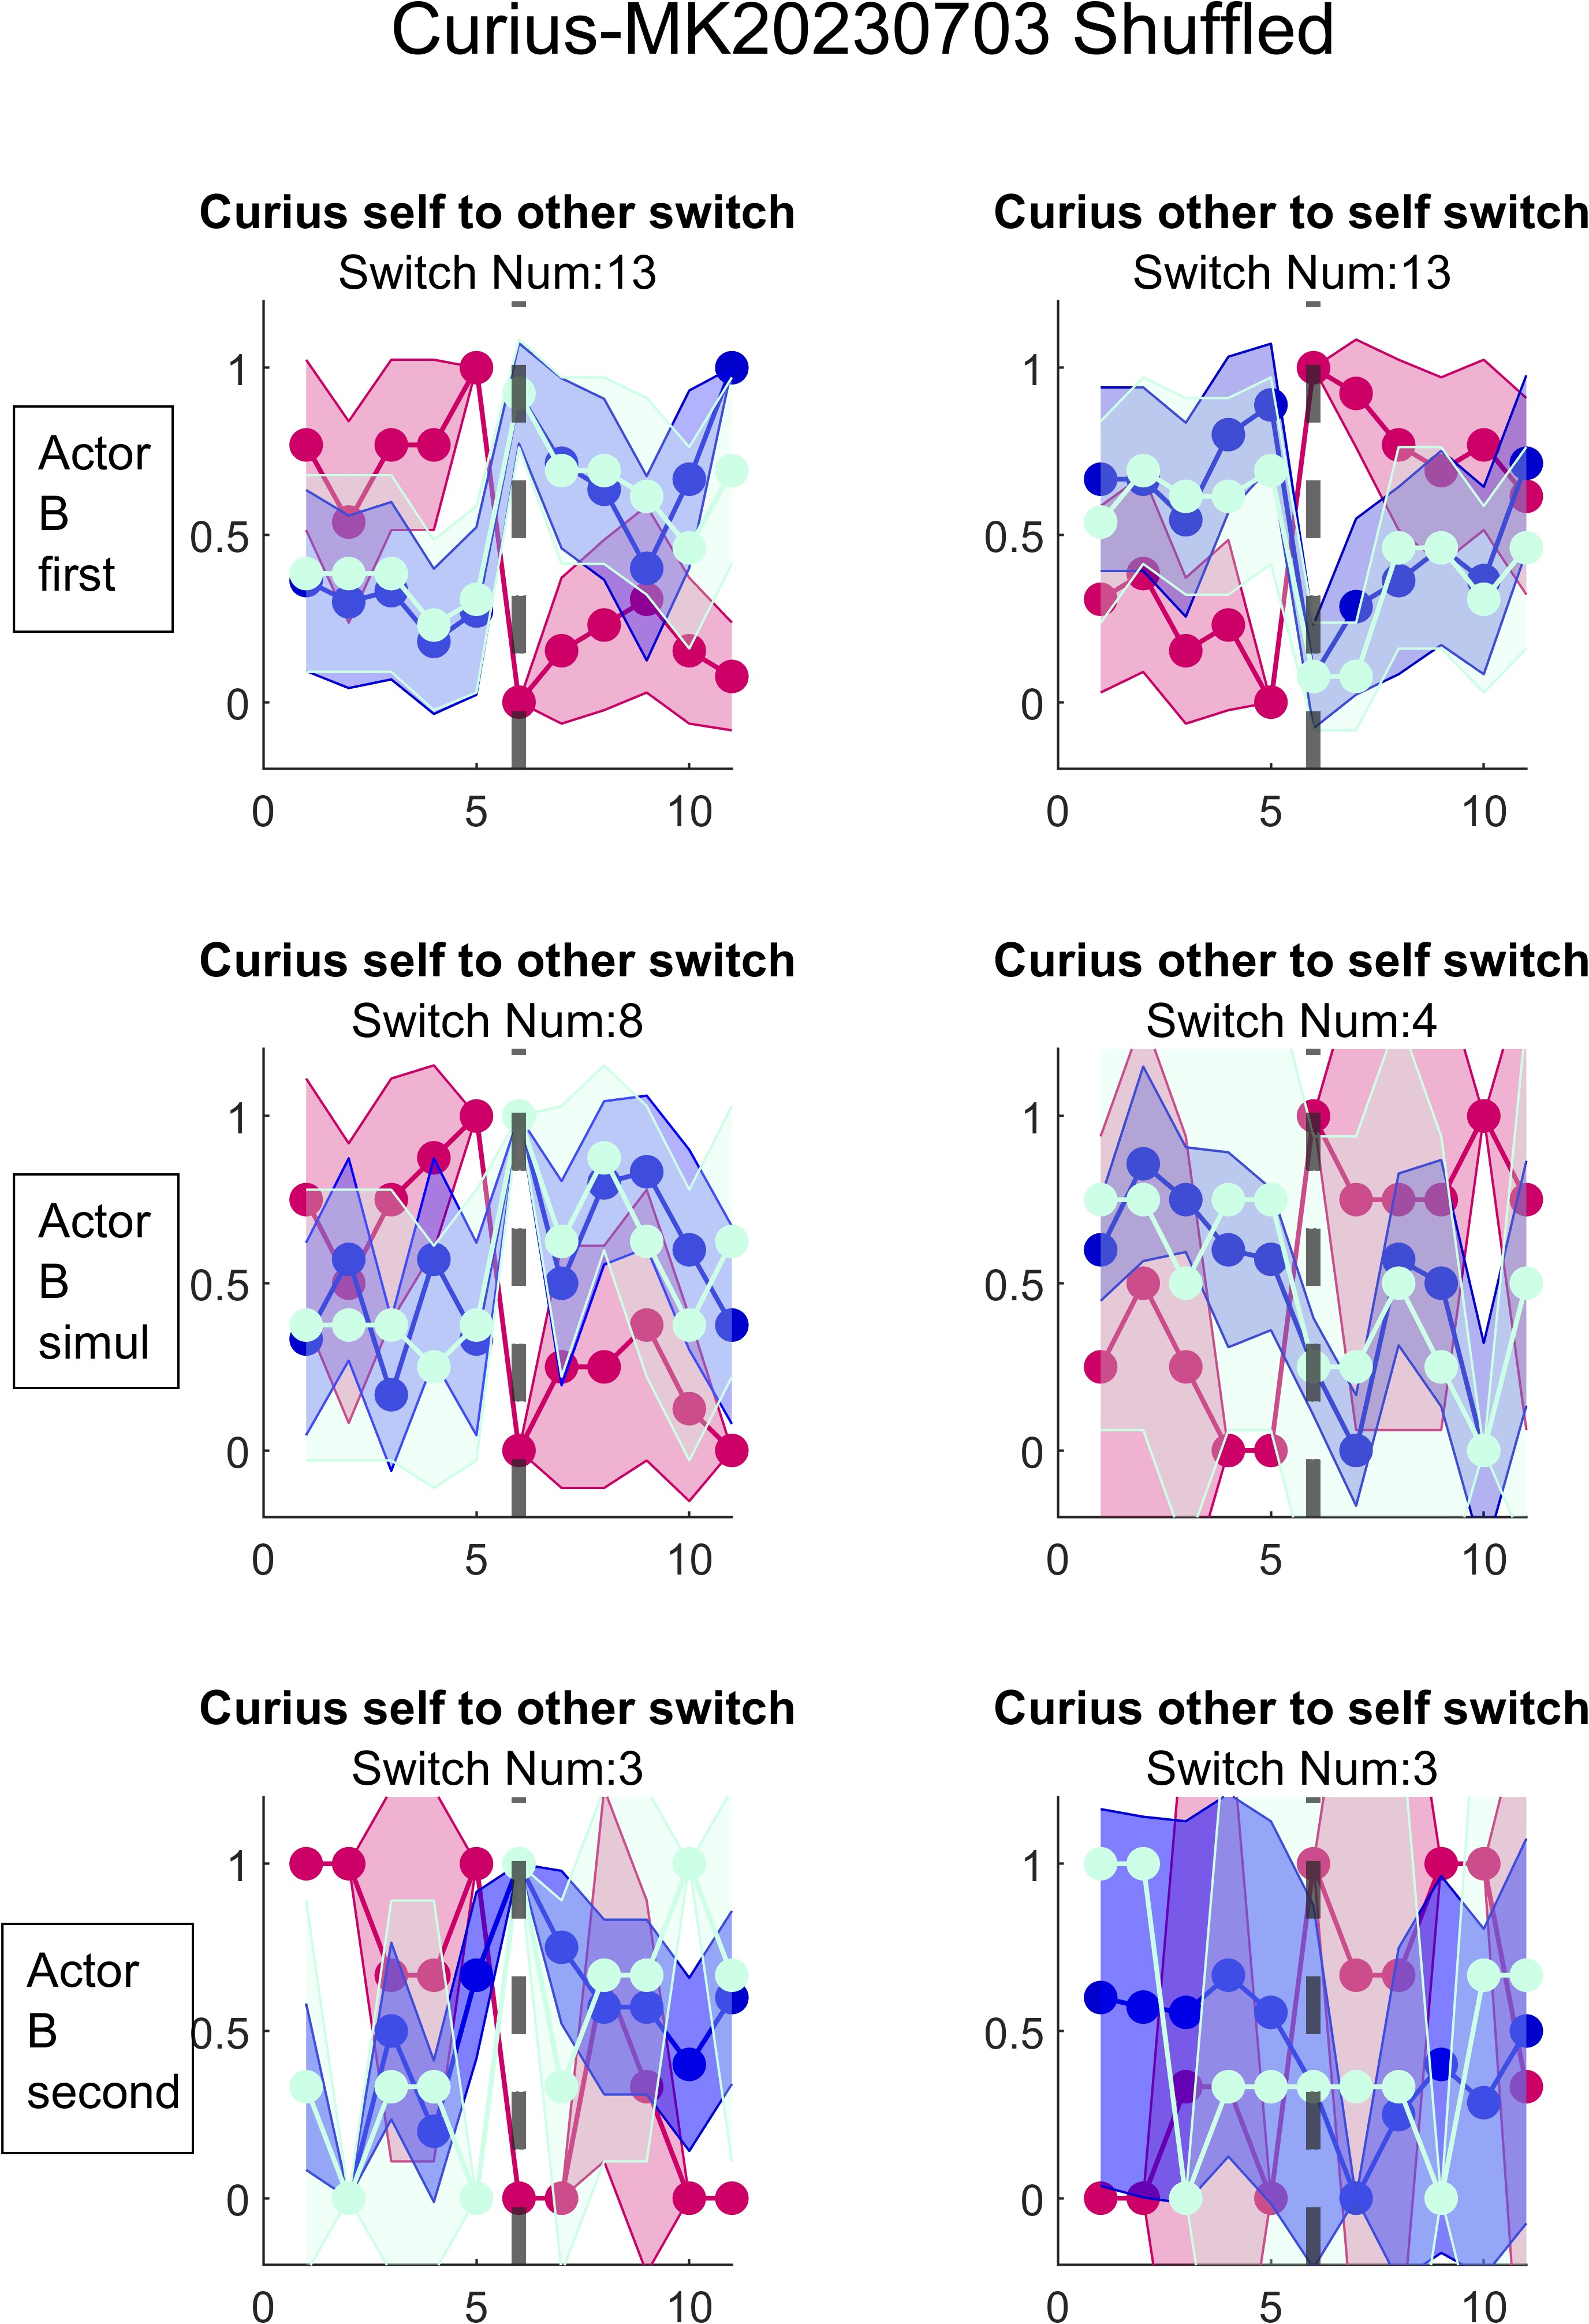 Curius-MK20230703 Shuffled
Curius self to other switch
Switch Num:13
Curius other to self switch
Switch Num:13
Actor
B
first
1
0.5
0
0
5
10
1
0.5
0
0
5
10
Curius self to other switch
Switch Num:8
Curius other to self switch
Switch Num:4
Actor
B
simul
1
0.5
0
0
5
10
1
0.5
0
0
5
10
Curius self to other switch
Switch Num:3
Curius other to self switch
Switch Num:3
Actor
B
second
1
0.5
0
0
5
10
1
0.5
0
0
5
10